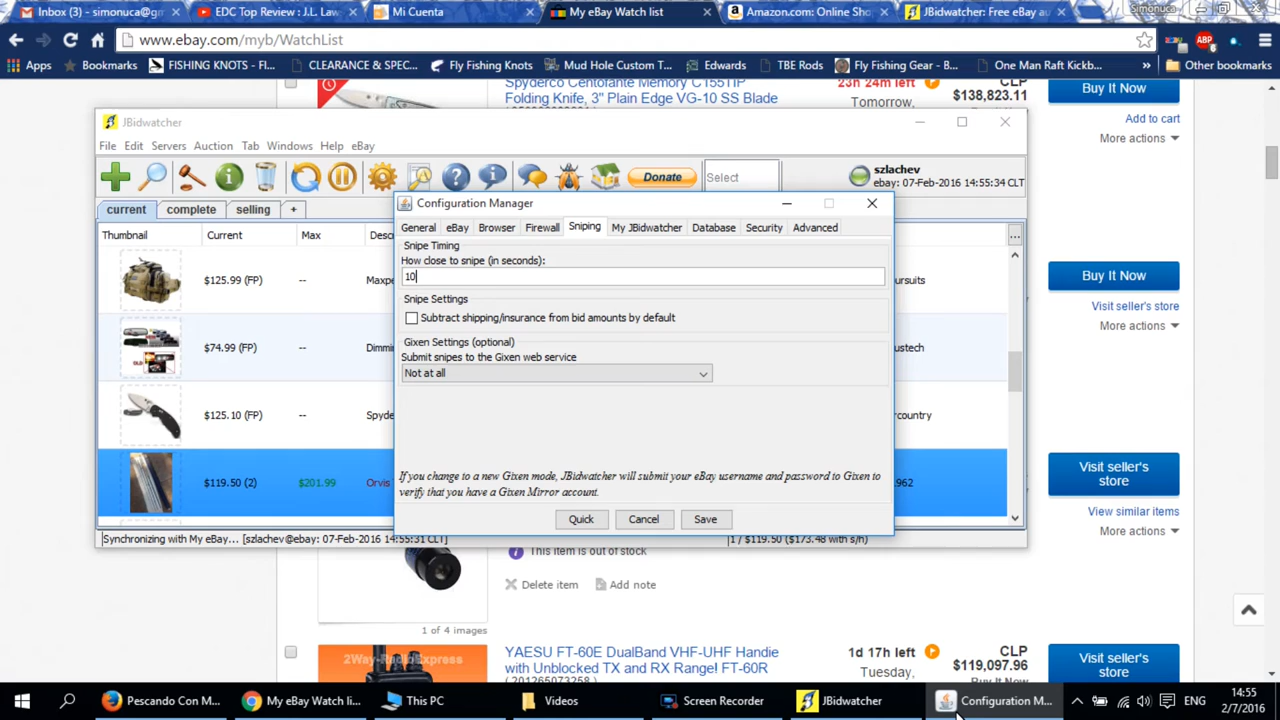 Inbox (3) - simonuca@gm
EDC Top Review : J.L. Law
Mi Cuenta
My eBay Watch list
Amazon.com: Online Sho
JBidwatcher: Free eBay au
Simonuca
www.ebay.com/myb/WatchList
Apps
Bookmarks
FISHING KNOTS - Fl...
CLEARANCE & SPEC...
Fly Fishing Knots
Mud Hole Custom T...
Edwards
TBE Rods
Fly Fishing Gear - B...
One Man Raft Kickb...
»
Other bookmarks
Spyderco Centofante Memory C155TIP
Folding Knife, 3" Plain Edge VG-10 SS Blade
23h 24m left
Tomorrow,
CLP
$138,823.11
Buy It Now
Add to cart
More actions
JBidwatcher
File Edit Servers Auction Tab Windows Help eBay
Donate
Select
szlachev
ebay: 07-Feb-2016 14:55:34 CLT
current complete selling +
Thumbnail Current Max Desc
...
$125.99 (FP) -- Maxpe
ursuits
$74.99 (FP) -- Dimmin
ustech
$125.10 (FP) -- Spyde
rcountry
$119.50 (2) $201.99 Orvis
.962
Synchronizing with My eBay... [szlachev@ebay: 07-Feb-2016 14:55:31 CLT]
1 / $119.50 ($173.48 w/s/h)
Configuration Manager
General eBay Browser Firewall Sniping My JBidwatcher Database Security Advanced
Snipe Timing
How close to snipe (in seconds):
10
Snipe Settings
Subtract shipping/insurance from bid amounts by default
Gixen Settings (optional)
Submit snipes to the Gixen web service
Not at all
If you change to a new Gixen mode, JBidwatcher will submit your eBay username and password to Gixen to
verify that you have a Gixen Mirror account.
Quick Cancel Save
Buy It Now
Visit seller's store
More actions
Visit seller's
store
View similar items
More actions
This item is out of stock
Delete item Add note
1 of 4 images
2Way-RadioExpress
YAESU FT-60E DualBand VHF-UHF Handie
with Unblocked TX and RX Range! FT-60R
1d 17h left
Tuesday,
CLP
$119,097.96
Visit seller's
store
Pescando Con M...
My eBay Watch li...
This PC
Videos
Screen Recorder
JBidwatcher
Configuration M...
ENG
14:55
2/7/2016